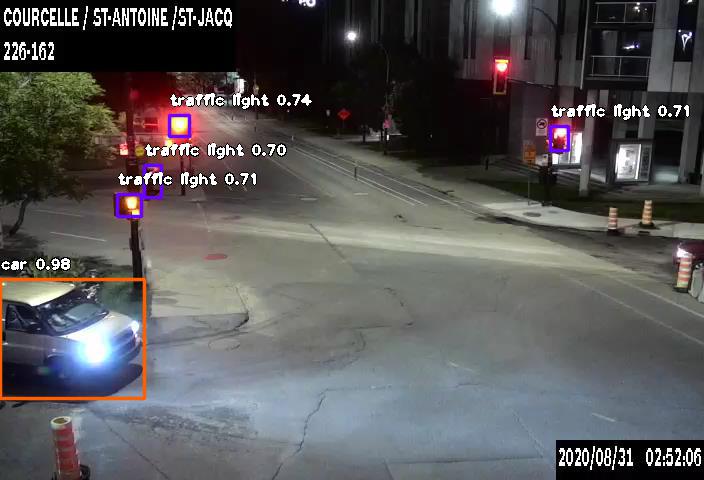 COURCELLE / ST-ANTOINE /ST-JACQ
226-162
traffic light 0.74
traffic light 0.71
traffic light 0.70
traffic light 0.71
car 0.98
2020/08/31 02:52:06